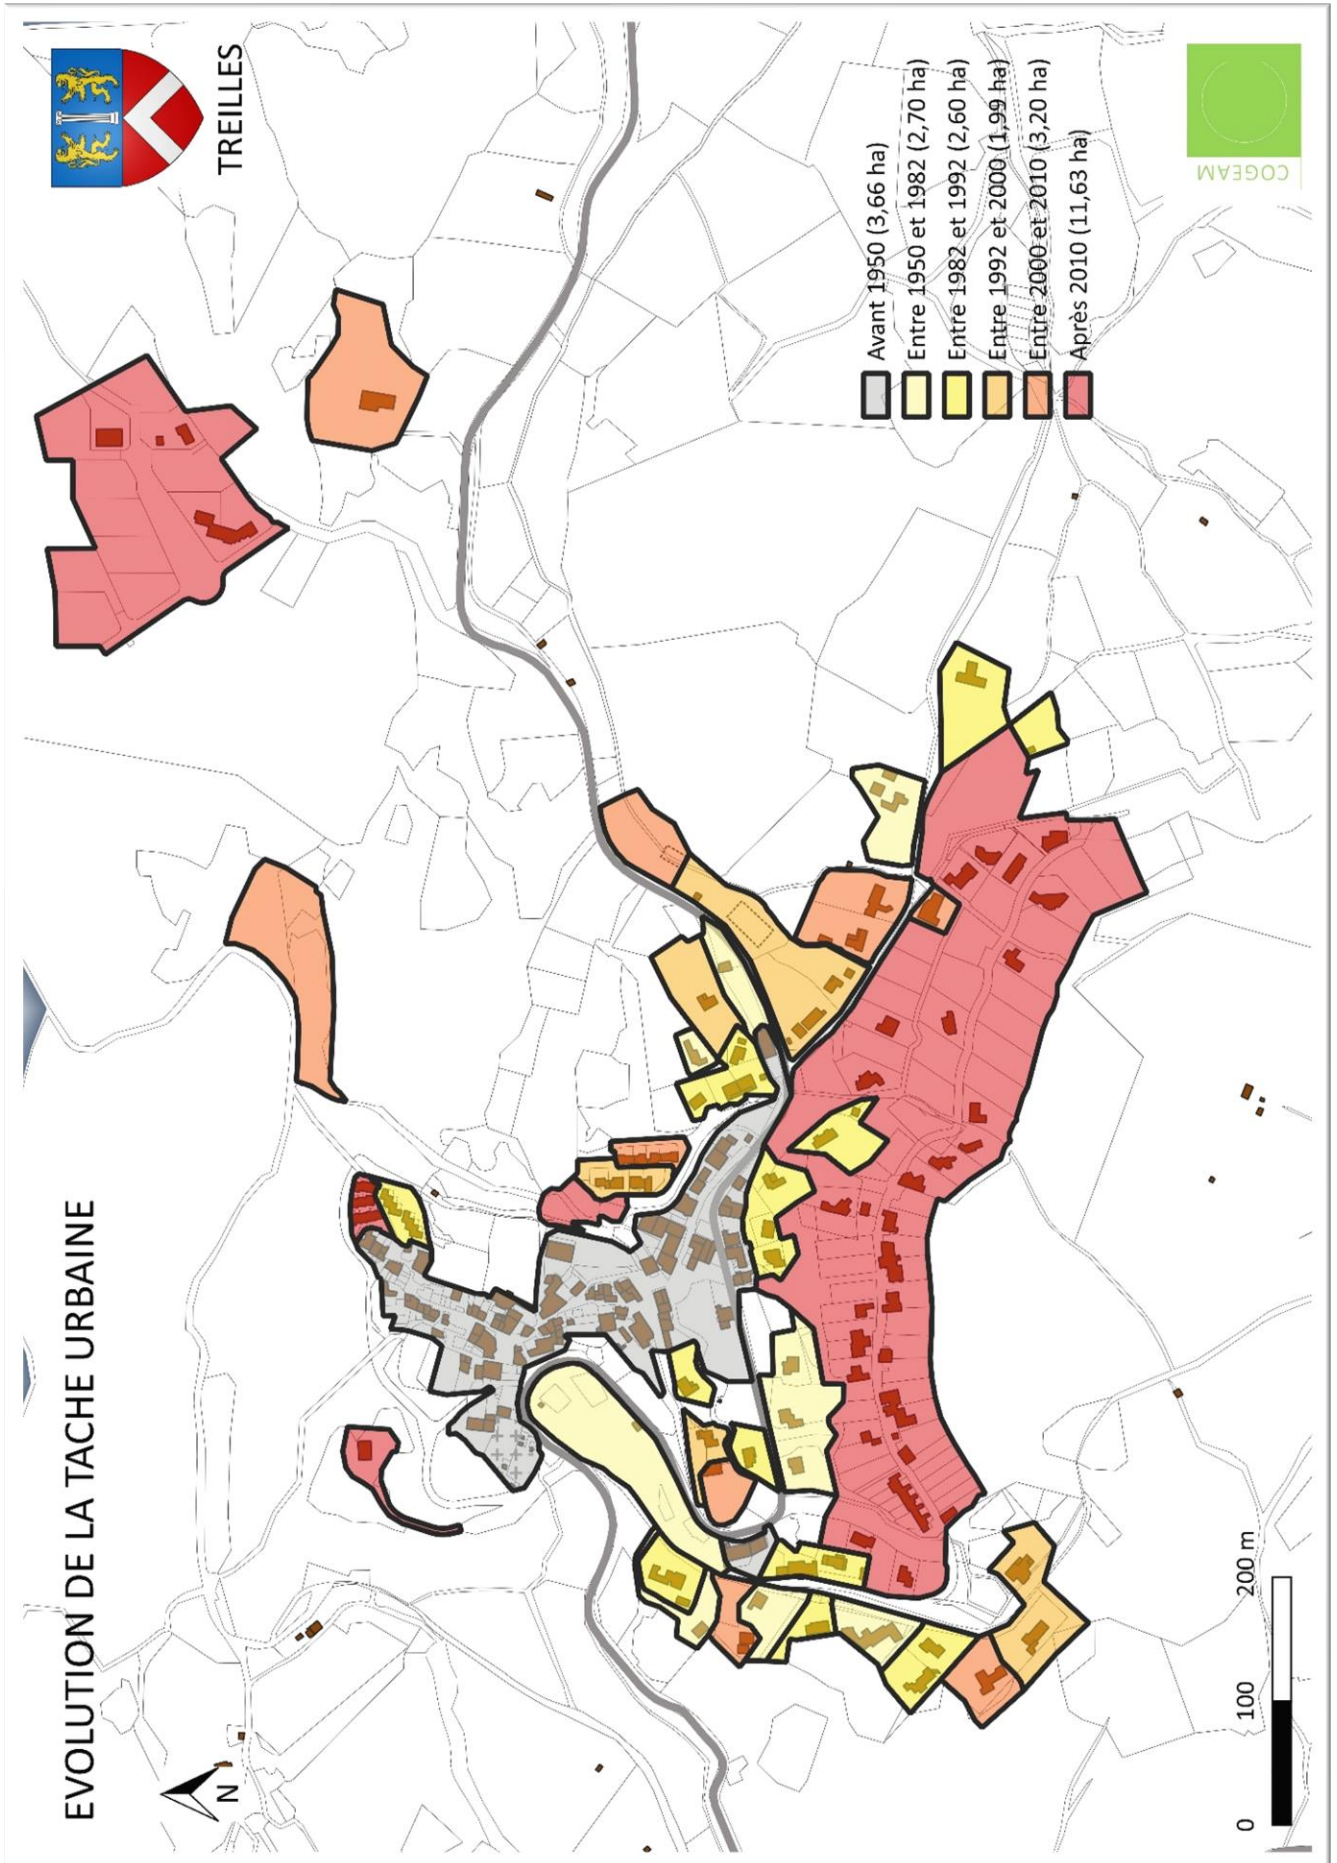 EVOLUTION DE LA TACHE URBAINE
TREILLES
N
Avant 1950 (3,66 ha)
Entre 1950 et 1982 (2,70 ha)
Entre 1982 et 1992 (2,60 ha)
Entre 1992 et 2000 (1,99 ha)
Entre 2000 et 2010 (3,20 ha)
Après 2010 (11,63 ha)
0 100 200 m
COGEAM